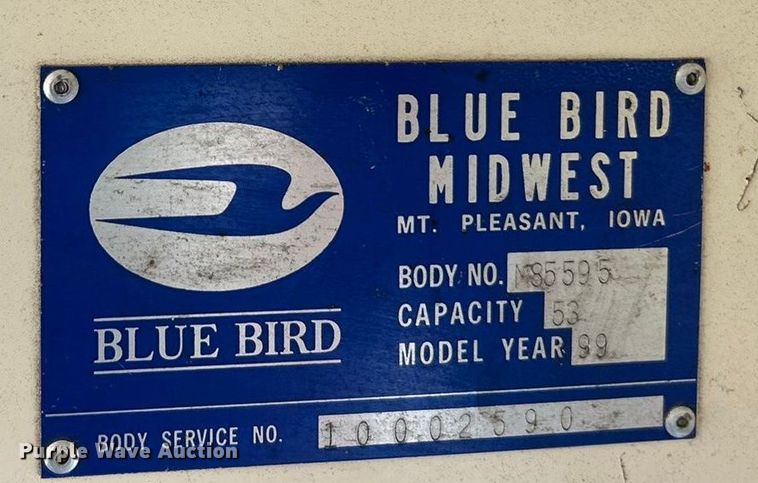 BLUE BIRD
MIDWEST
MT. PLEASANT, IOWA
BODY NO. M85595
CAPACITY 53
MODEL YEAR 99
BLUE BIRD
BODY SERVICE NO. 10002590
Purple Wave Auction